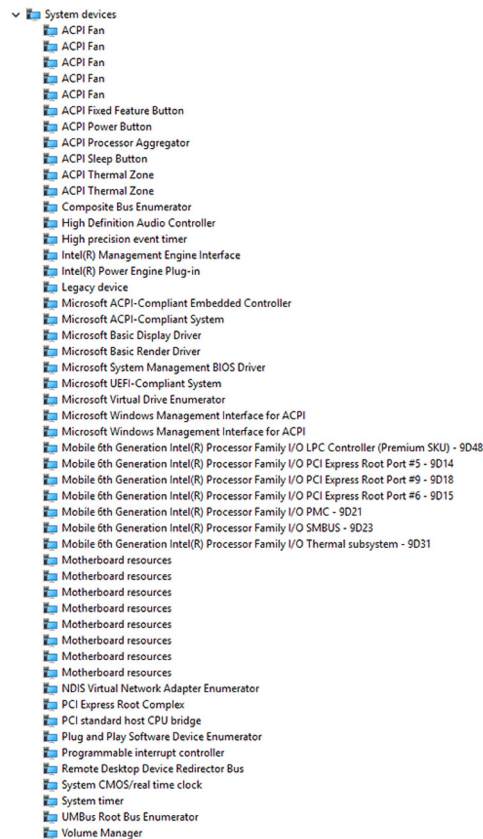 System devices
ACPI Fan
ACPI Fan
ACPI Fan
ACPI Fan
ACPI Fan
ACPI Fixed Feature Button
ACPI Power Button
ACPI Processor Aggregator
ACPI Sleep Button
ACPI Thermal Zone
ACPI Thermal Zone
Composite Bus Enumerator
High Definition Audio Controller
High precision event timer
Intel(R) Management Engine Interface
Intel(R) Power Engine Plug-in
Legacy device
Microsoft ACPI-Compliant Embedded Controller
Microsoft ACPI-Compliant System
Microsoft Basic Display Driver
Microsoft Basic Render Driver
Microsoft System Management BIOS Driver
Microsoft UEFI-Compliant System
Microsoft Virtual Drive Enumerator
Microsoft Windows Management Interface for ACPI
Microsoft Windows Management Interface for ACPI
Mobile 6th Generation Intel(R) Processor Family I/O LPC Controller (Premium SKU) - 9D48
Mobile 6th Generation Intel(R) Processor Family I/O PCI Express Root Port #5 - 9D14
Mobile 6th Generation Intel(R) Processor Family I/O PCI Express Root Port #9 - 9D18
Mobile 6th Generation Intel(R) Processor Family I/O PCI Express Root Port #6 - 9D15
Mobile 6th Generation Intel(R) Processor Family I/O PMC - 9D21
Mobile 6th Generation Intel(R) Processor Family I/O SMBUS - 9D23
Mobile 6th Generation Intel(R) Processor Family I/O Thermal subsystem - 9D31
Motherboard resources
Motherboard resources
Motherboard resources
Motherboard resources
Motherboard resources
Motherboard resources
Motherboard resources
Motherboard resources
NDIS Virtual Network Adapter Enumerator
PCI Express Root Complex
PCI standard host CPU bridge
Plug and Play Software Device Enumerator
Programmable interrupt controller
Remote Desktop Device Redirector Bus
System CMOS/real time clock
System timer
UMBus Root Bus Enumerator
Volume Manager